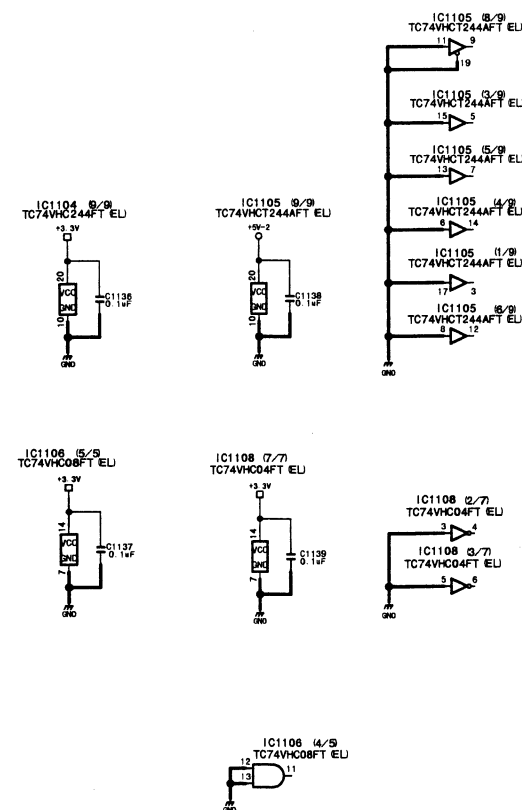 IC1105 (8/9)
TC74VHCT244AFT (EL)
11 9
19
IC1105 (3/9)
TC74VHCT244AFT (EL)
15 5
IC1105 (5/9)
TC74VHCT244AFT (EL)
13 7
IC1105 (4/9)
TC74VHCT244AFT (EL)
6 14
IC1105 (1/9)
TC74VHCT244AFT (EL)
17 3
IC1105 (6/9)
TC74VHCT244AFT (EL)
8 12
GND
IC1104 (9/9)
TC74VHC244FT (EL)
+3.3V
20
VCC
GND
10
C1136
0.1uF
GND
IC1105 (9/9)
TC74VHCT244AFT (EL)
+5V-2
20
VCC
GND
10
C1138
0.1uF
GND
IC1106 (5/5)
TC74VHC08FT (EL)
+3.3V
14
VCC
GND
7
C1137
0.1uF
GND
IC1108 (7/7)
TC74VHC04FT (EL)
+3.3V
14
VCC
GND
7
C1139
0.1uF
GND
IC1108 (2/7)
TC74VHC04FT (EL)
3 4
IC1108 (3/7)
TC74VHC04FT (EL)
5 6
GND
IC1106 (4/5)
TC74VHC08FT (EL)
12
13
11
GND